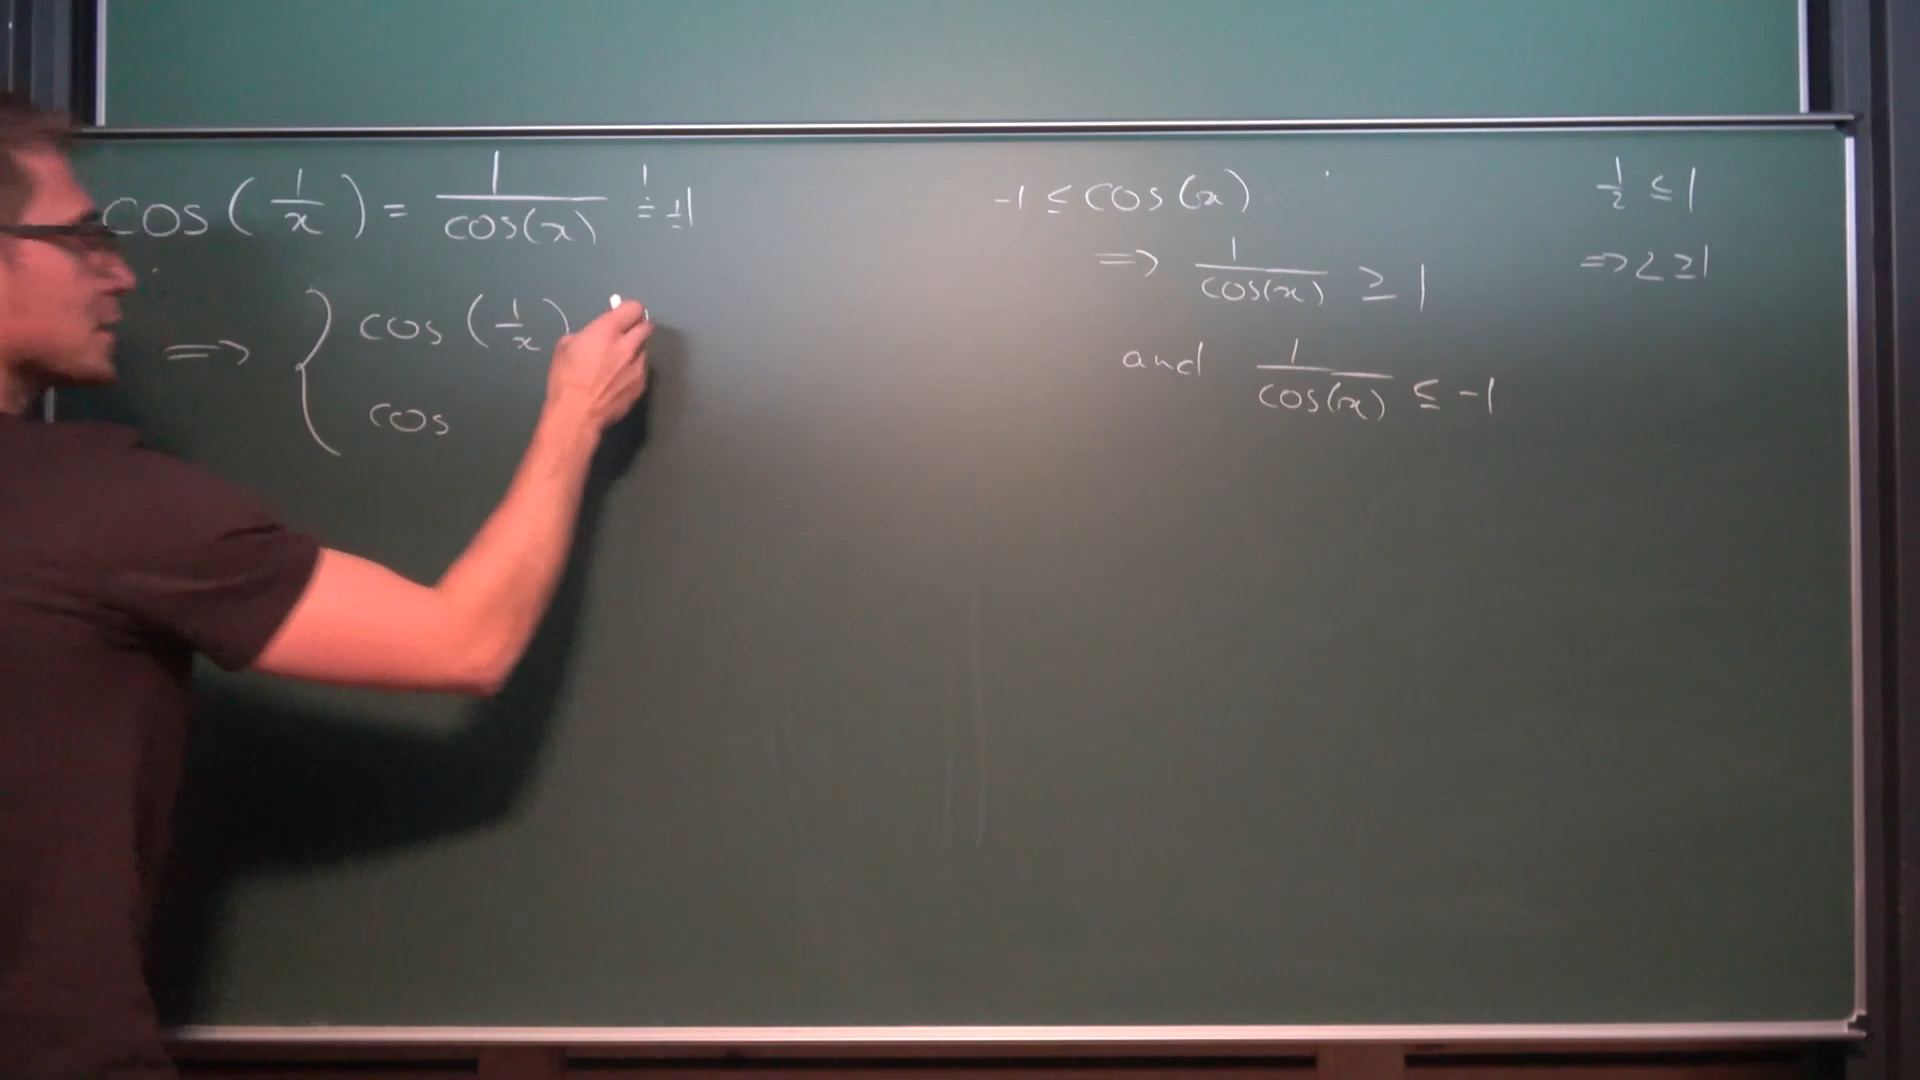 cos(1/x) = 1/cos(x) =! ±1
⇒ { cos(1/x)
cos
-1 ≤ cos(x)
⇒ 1/cos(x) ≥ 1
and 1/cos(x) ≤ -1
1/2 ≤ 1
⇒ 2 ≥ 1